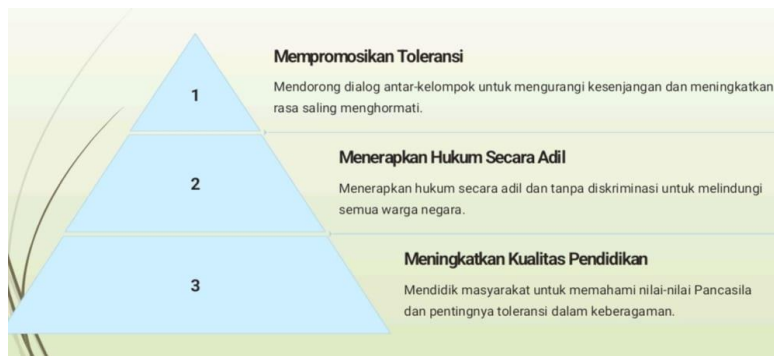 1
Mempromosikan Toleransi
Mendorong dialog antar-kelompok untuk mengurangi kesenjangan dan meningkatkan
rasa saling menghormati.
2
Menerapkan Hukum Secara Adil
Menerapkan hukum secara adil dan tanpa diskriminasi untuk melindungi
semua warga negara.
3
Meningkatkan Kualitas Pendidikan
Mendidik masyarakat untuk memahami nilai-nilai Pancasila
dan pentingnya toleransi dalam keberagaman.